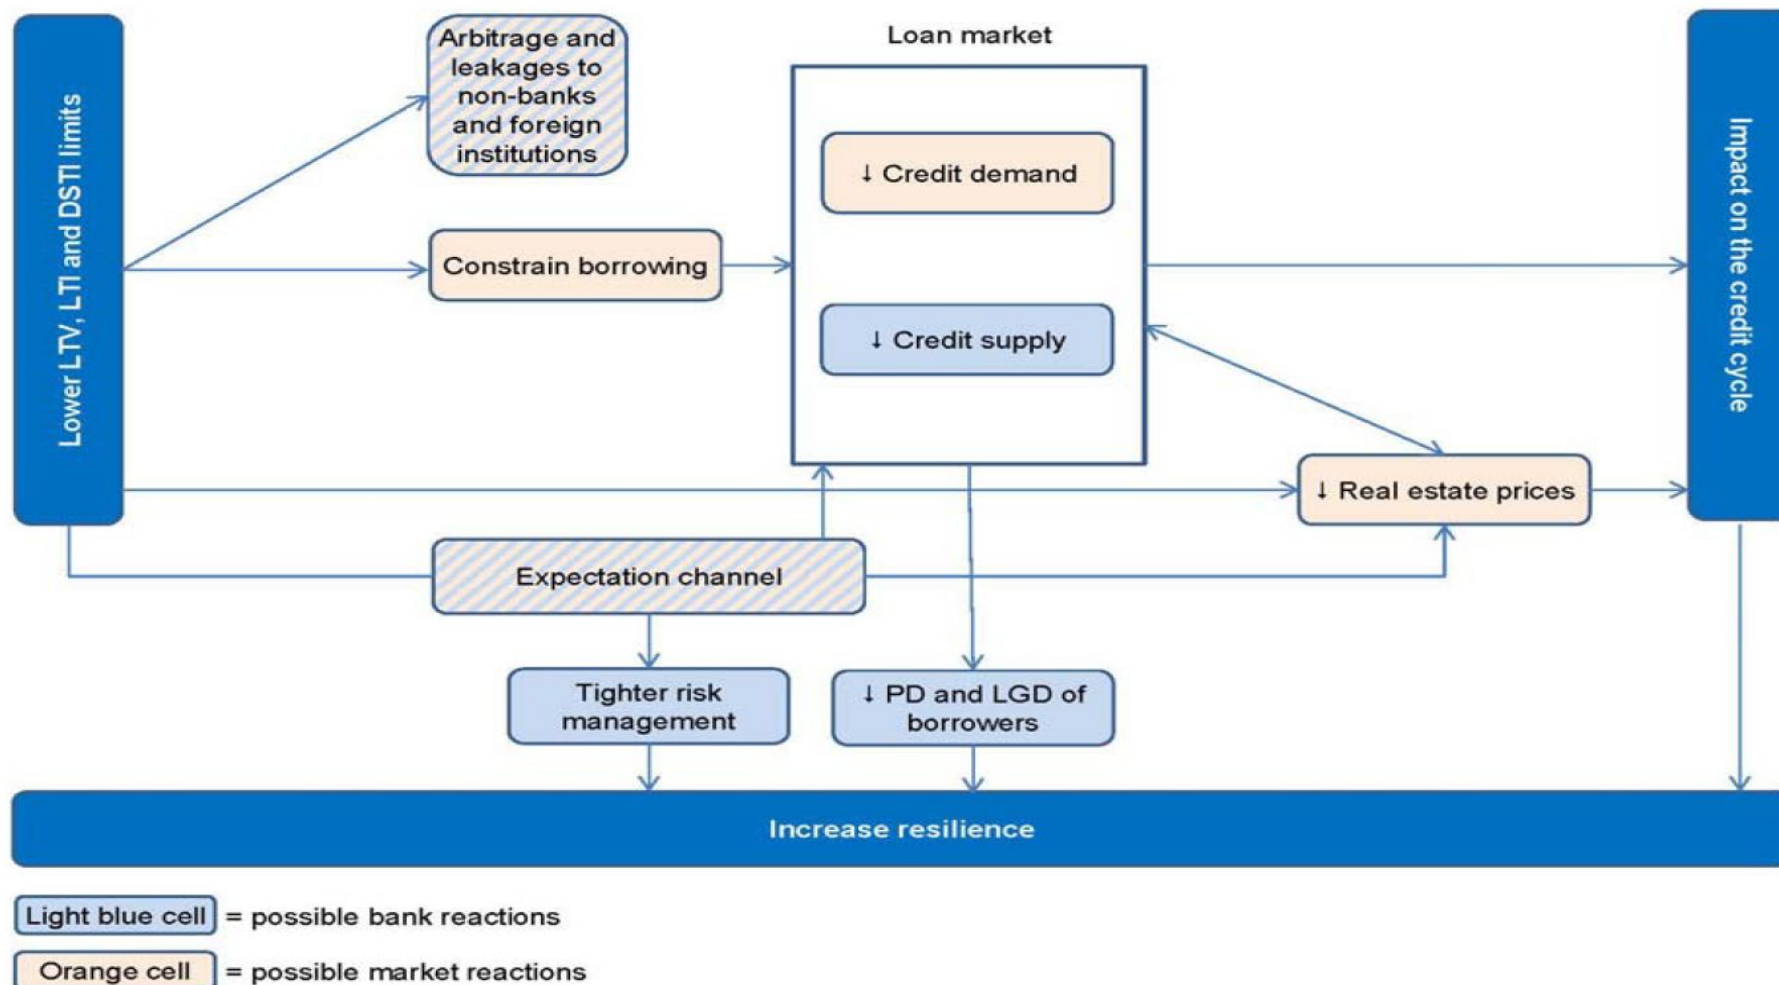 Lower LTV, LTI and DSTI limits
Arbitrage and
leakages to
non-banks
and foreign
institutions
Constrain borrowing
Loan market
↓ Credit demand
↓ Credit supply
Impact on the credit cycle
↓ Real estate prices
Expectation channel
Tighter risk
management
↓ PD and LGD of
borrowers
Increase resilience
Light blue cell = possible bank reactions
Orange cell = possible market reactions